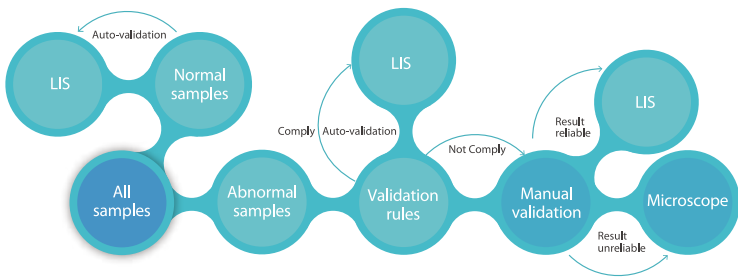 Auto-validation
LIS
Normal
samples
LIS
Comply
Auto-validation
Not Comply
Result
reliable
LIS
All
samples
Abnormal
samples
Validation
rules
Manual
validation
Microscope
Result
unreliable